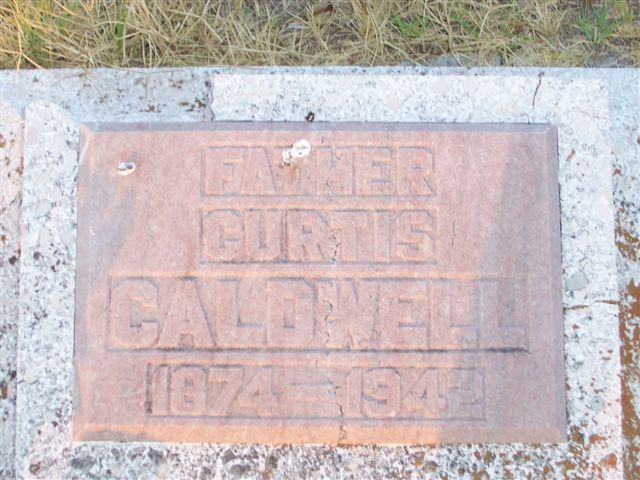 FATHER
CURTIS
CALDWELL
1874-1942